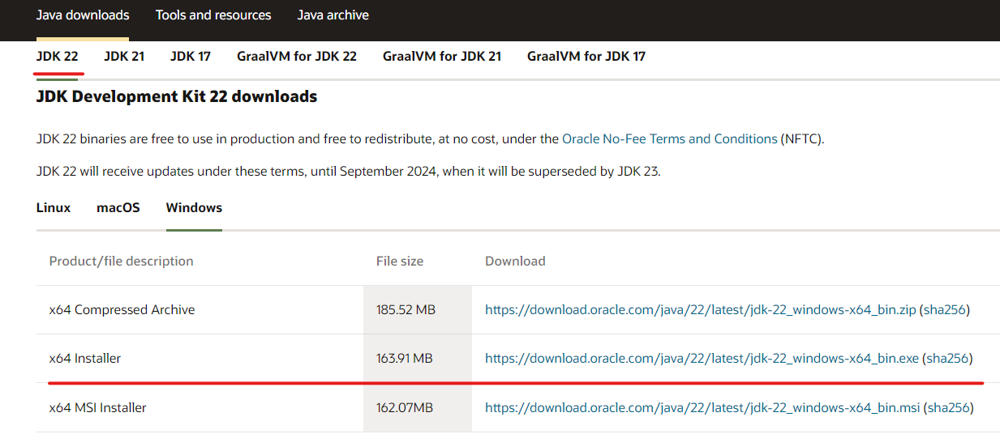 Java downloads Tools and resources Java archive
JDK 22 JDK 21 JDK 17 GraalVM for JDK 22 GraalVM for JDK 21 GraalVM for JDK 17
JDK Development Kit 22 downloads
JDK 22 binaries are free to use in production and free to redistribute, at no cost, under the Oracle No-Fee Terms and Conditions (NFTC).
JDK 22 will receive updates under these terms, until September 2024, when it will be superseded by JDK 23.
Linux macOS Windows
Product/file description File size Download
x64 Compressed Archive 185.52 MB https://download.oracle.com/java/22/latest/jdk-22_windows-x64_bin.zip (sha256)
x64 Installer 163.91 MB https://download.oracle.com/java/22/latest/jdk-22_windows-x64_bin.exe (sha256)
x64 MSI Installer 162.07MB https://download.oracle.com/java/22/latest/jdk-22_windows-x64_bin.msi (sha256)